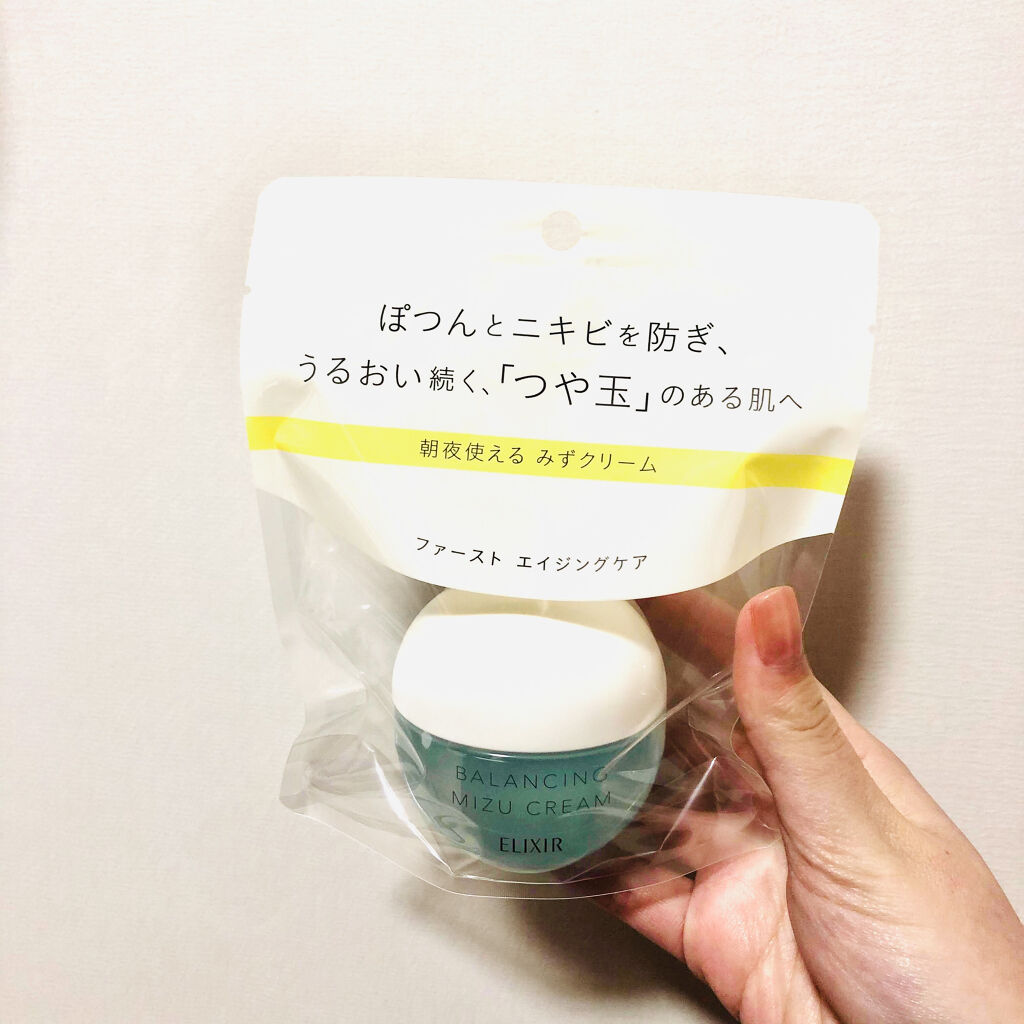 ぽつんとニキビを防ぎ、
うるおい続く、「つや玉」のある肌へ
朝夜使える みずクリーム
ファースト エイジングケア
BALANCING
MIZU CREAM
ELIXIR